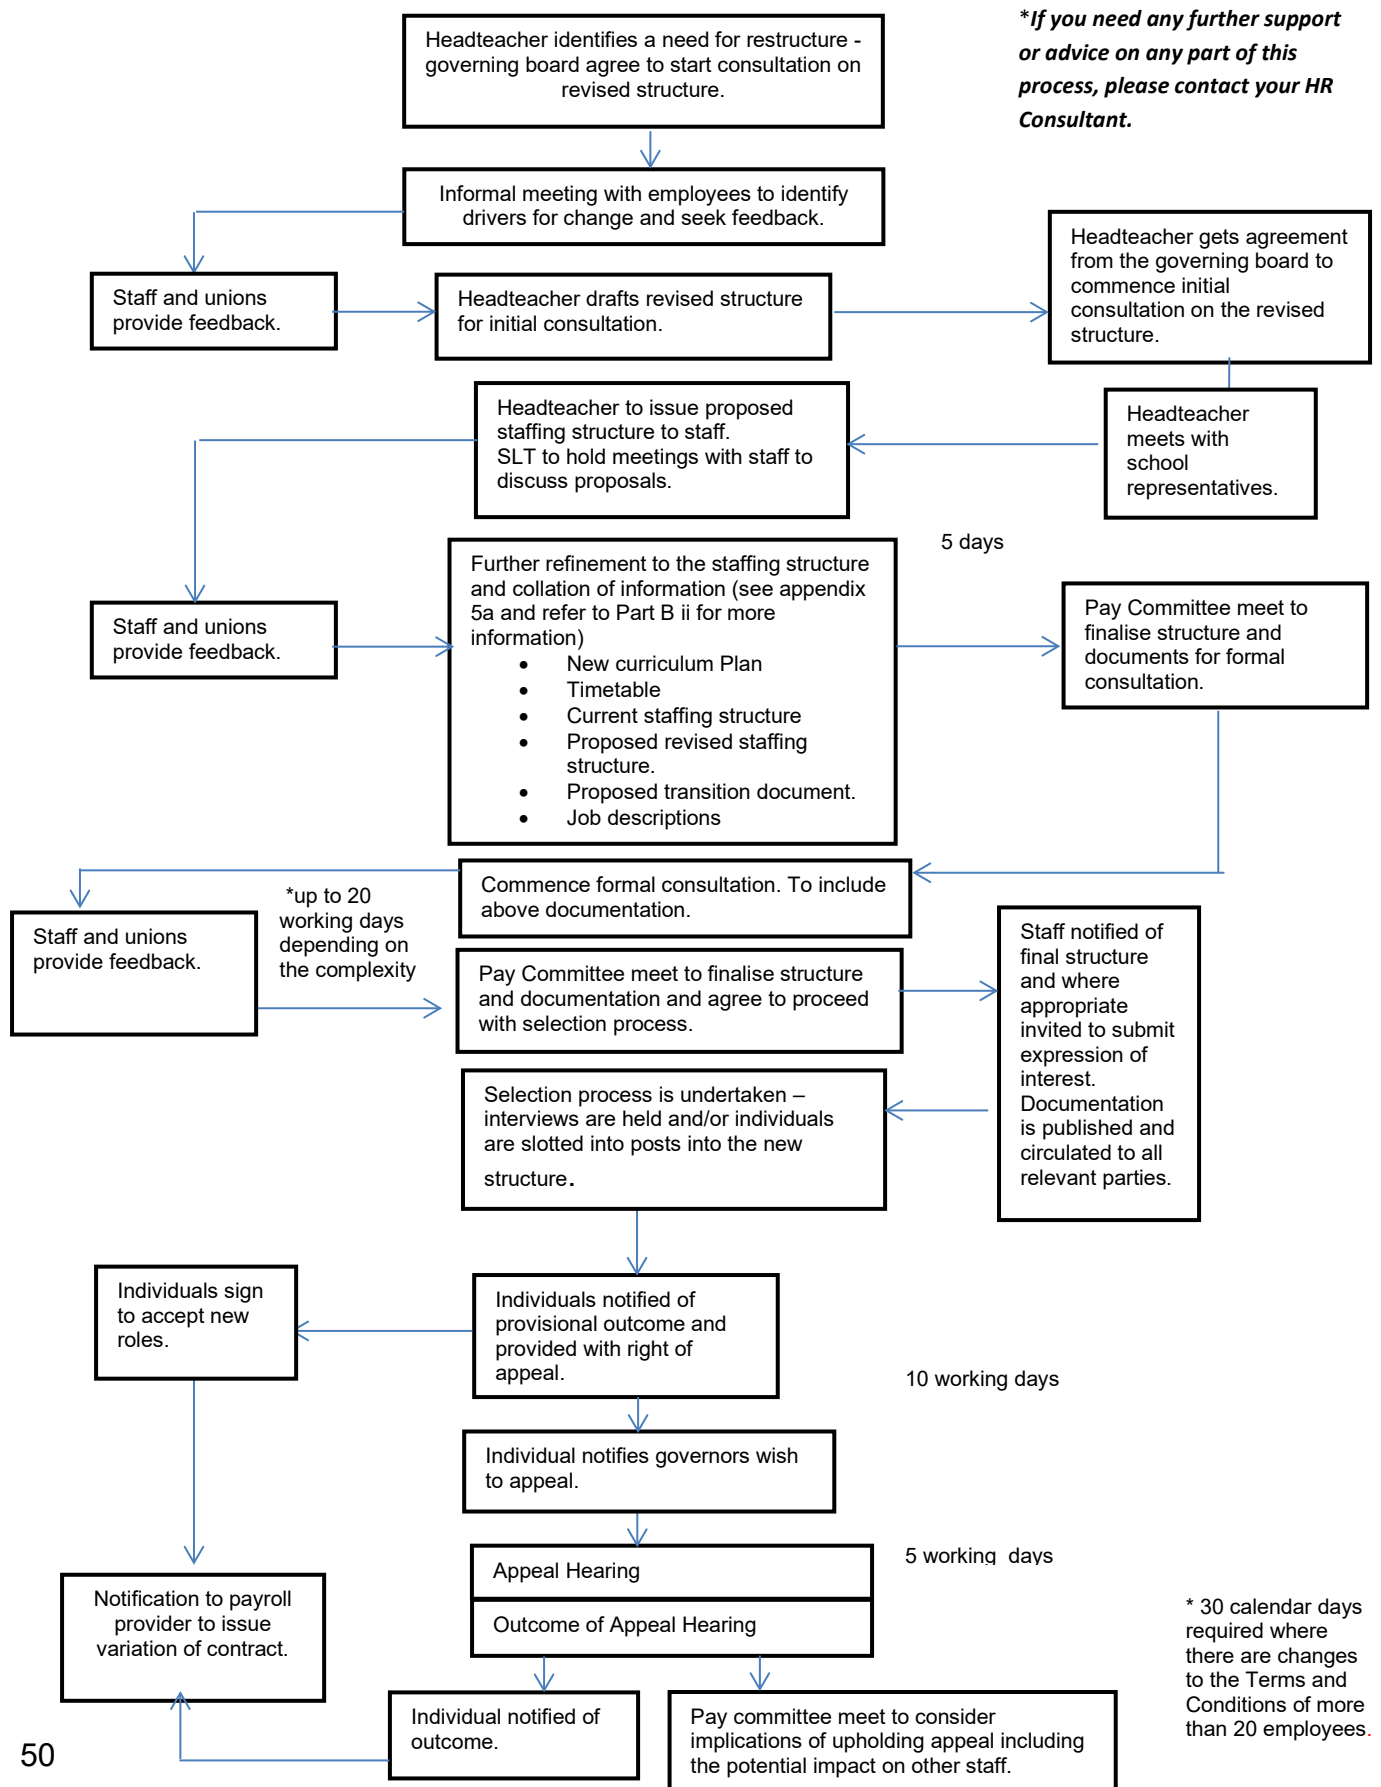 *If you need any further support
or advice on any part of this
process, please contact your HR
Consultant.
Headteacher identifies a need for restructure -
governing board agree to start consultation on
revised structure.
Informal meeting with employees to identify
drivers for change and seek feedback.
Staff and unions
provide feedback.
Headteacher drafts revised structure
for initial consultation.
Headteacher gets agreement
from the governing board to
commence initial
consultation on the revised
structure.
Headteacher
meets with
school
representatives.
Headteacher to issue proposed
staffing structure to staff.
SLT to hold meetings with staff to
discuss proposals.
5 days
Staff and unions
provide feedback.
Further refinement to the staffing structure
and collation of information (see appendix
5a and refer to Part B ii for more
information)
• New curriculum Plan
• Timetable
• Current staffing structure
• Proposed revised staffing
structure.
• Proposed transition document.
• Job descriptions
Pay Committee meet to
finalise structure and
documents for formal
consultation.
Commence formal consultation. To include
above documentation.
Staff and unions
provide feedback.
*up to 20
working days
depending on
the complexity
Pay Committee meet to finalise structure
and documentation and agree to proceed
with selection process.
Staff notified of
final structure
and where
appropriate
invited to submit
expression of
interest.
Documentation
is published and
circulated to all
relevant parties.
Selection process is undertaken –
interviews are held and/or individuals
are slotted into posts into the new
structure.
Individuals notified of
provisional outcome and
provided with right of
appeal.
Individuals sign
to accept new
roles.
10 working days
Individual notifies governors wish
to appeal.
5 working days
Appeal Hearing
Outcome of Appeal Hearing
Notification to payroll
provider to issue
variation of contract.
Individual notified of
outcome.
Pay committee meet to consider
implications of upholding appeal including
the potential impact on other staff.
* 30 calendar days
required where
there are changes
to the Terms and
Conditions of more
than 20 employees.
50